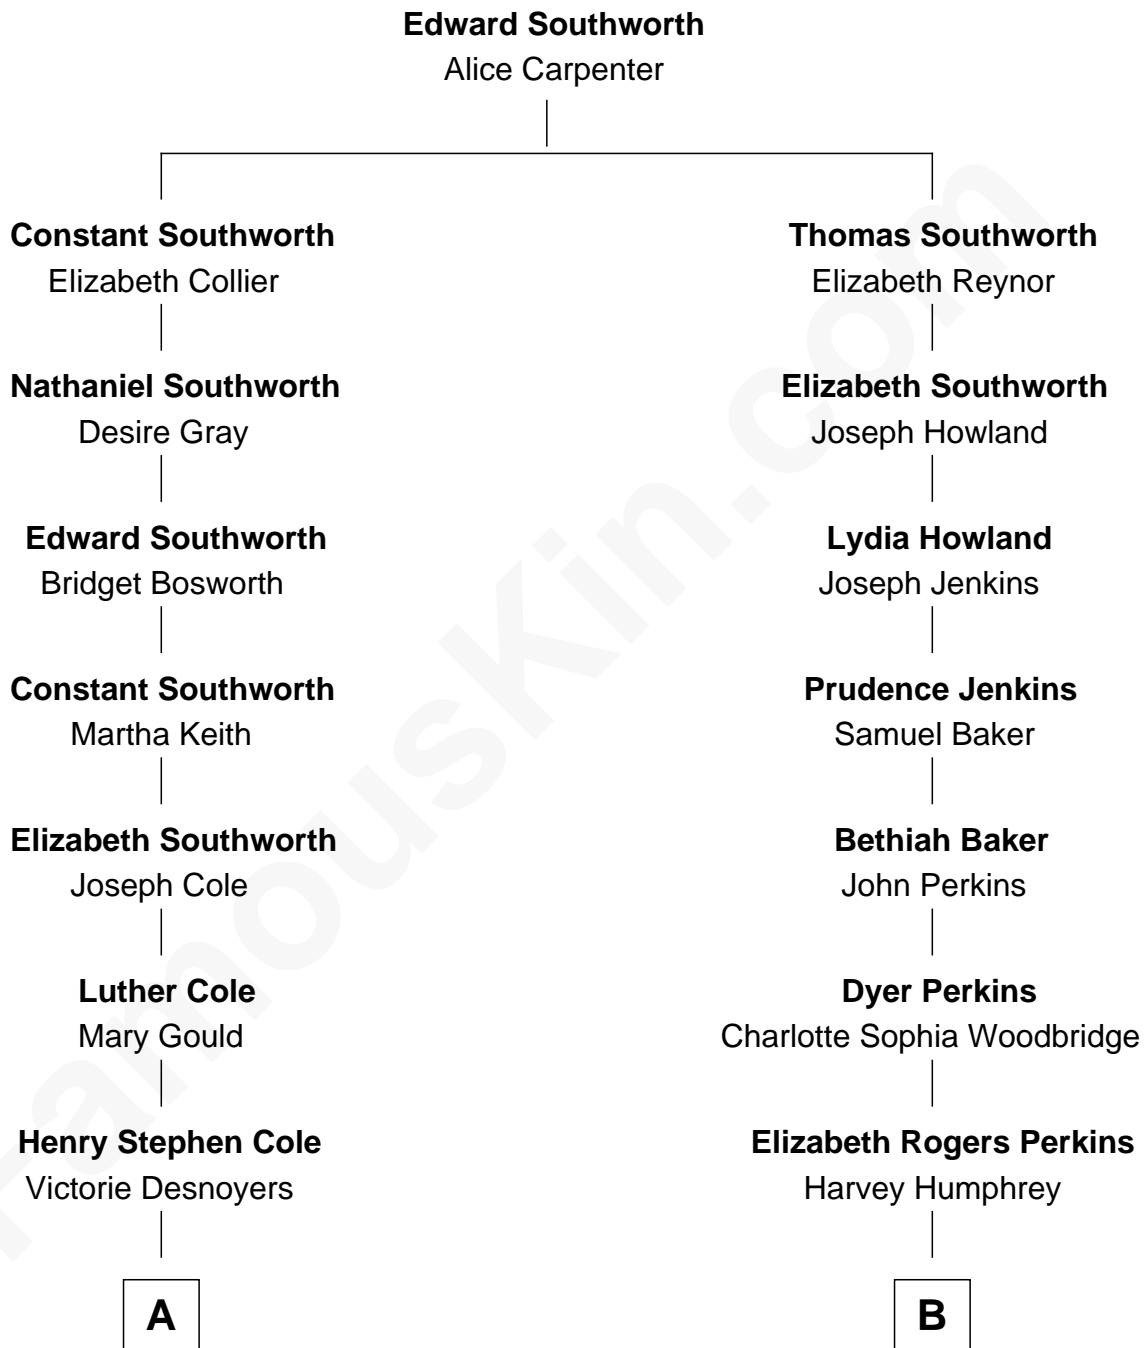 Edward Southworth
Alice Carpenter
Constant Southworth
Elizabeth Collier
Thomas Southworth
Elizabeth Reynor
Nathaniel Southworth
Desire Gray
Elizabeth Southworth
Joseph Howland
Edward Southworth
Bridget Bosworth
Lydia Howland
Joseph Jenkins
Constant Southworth
Martha Keith
Prudence Jenkins
Samuel Baker
Elizabeth Southworth
Joseph Cole
Bethiah Baker
John Perkins
Luther Cole
Mary Gould
Dyer Perkins
Charlotte Sophia Woodbridge
Henry Stephen Cole
Victorie Desnoyers
Elizabeth Rogers Perkins
Harvey Humphrey
A
B
FamousKin.com